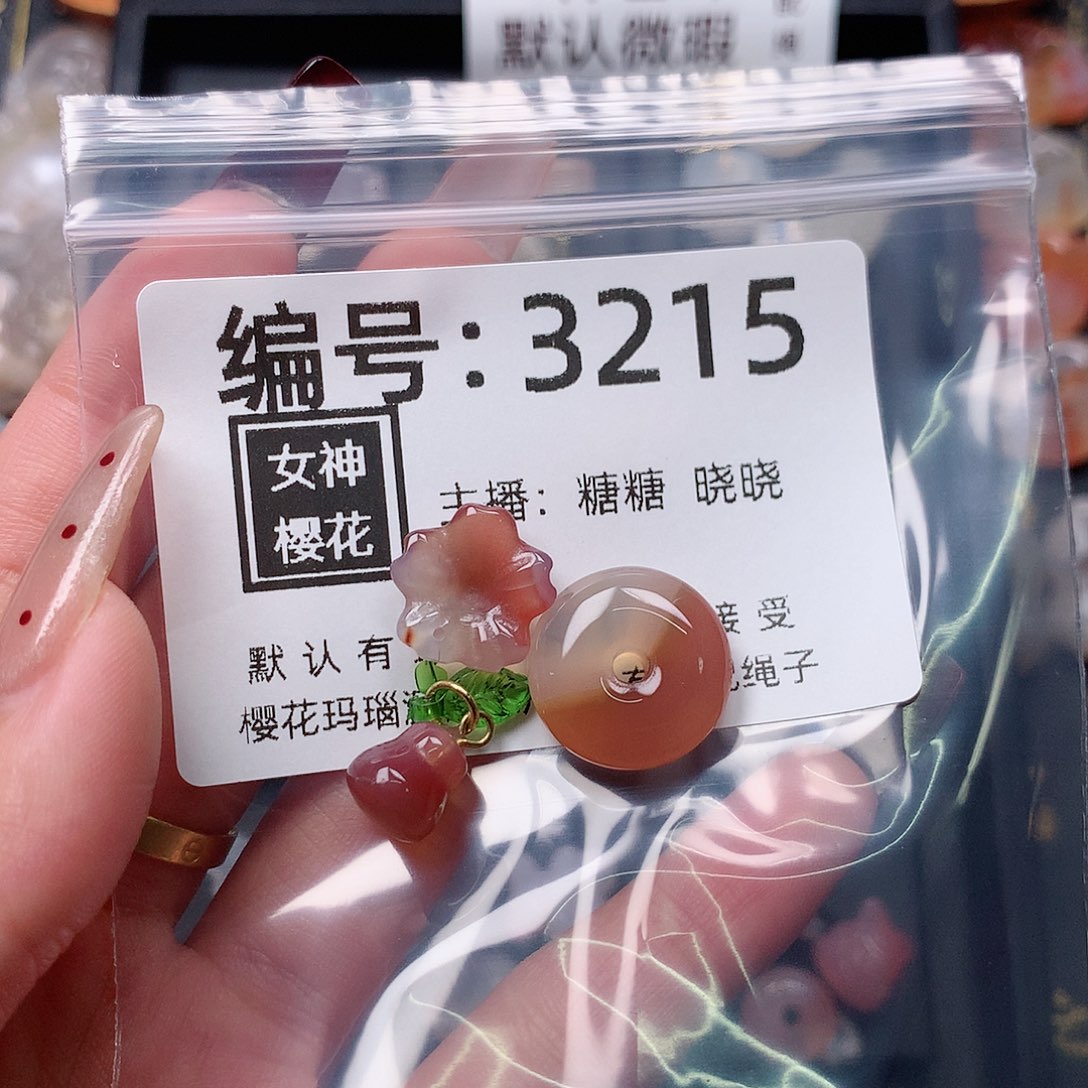 默认微瑕
编号：3215
女神
樱花
主播：糖糖 晓晓
默认有 接受
樱花玛瑙 绳子